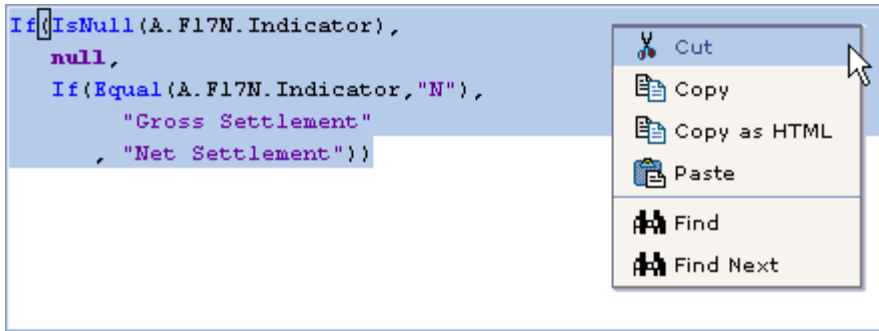 If(IsNull(A.F17N.Indicator),
null,
If(Equal(A.F17N.Indicator,"N"),
"Gross Settlement"
, "Net Settlement"))
Cut
Copy
Copy as HTML
Paste
Find
Find Next